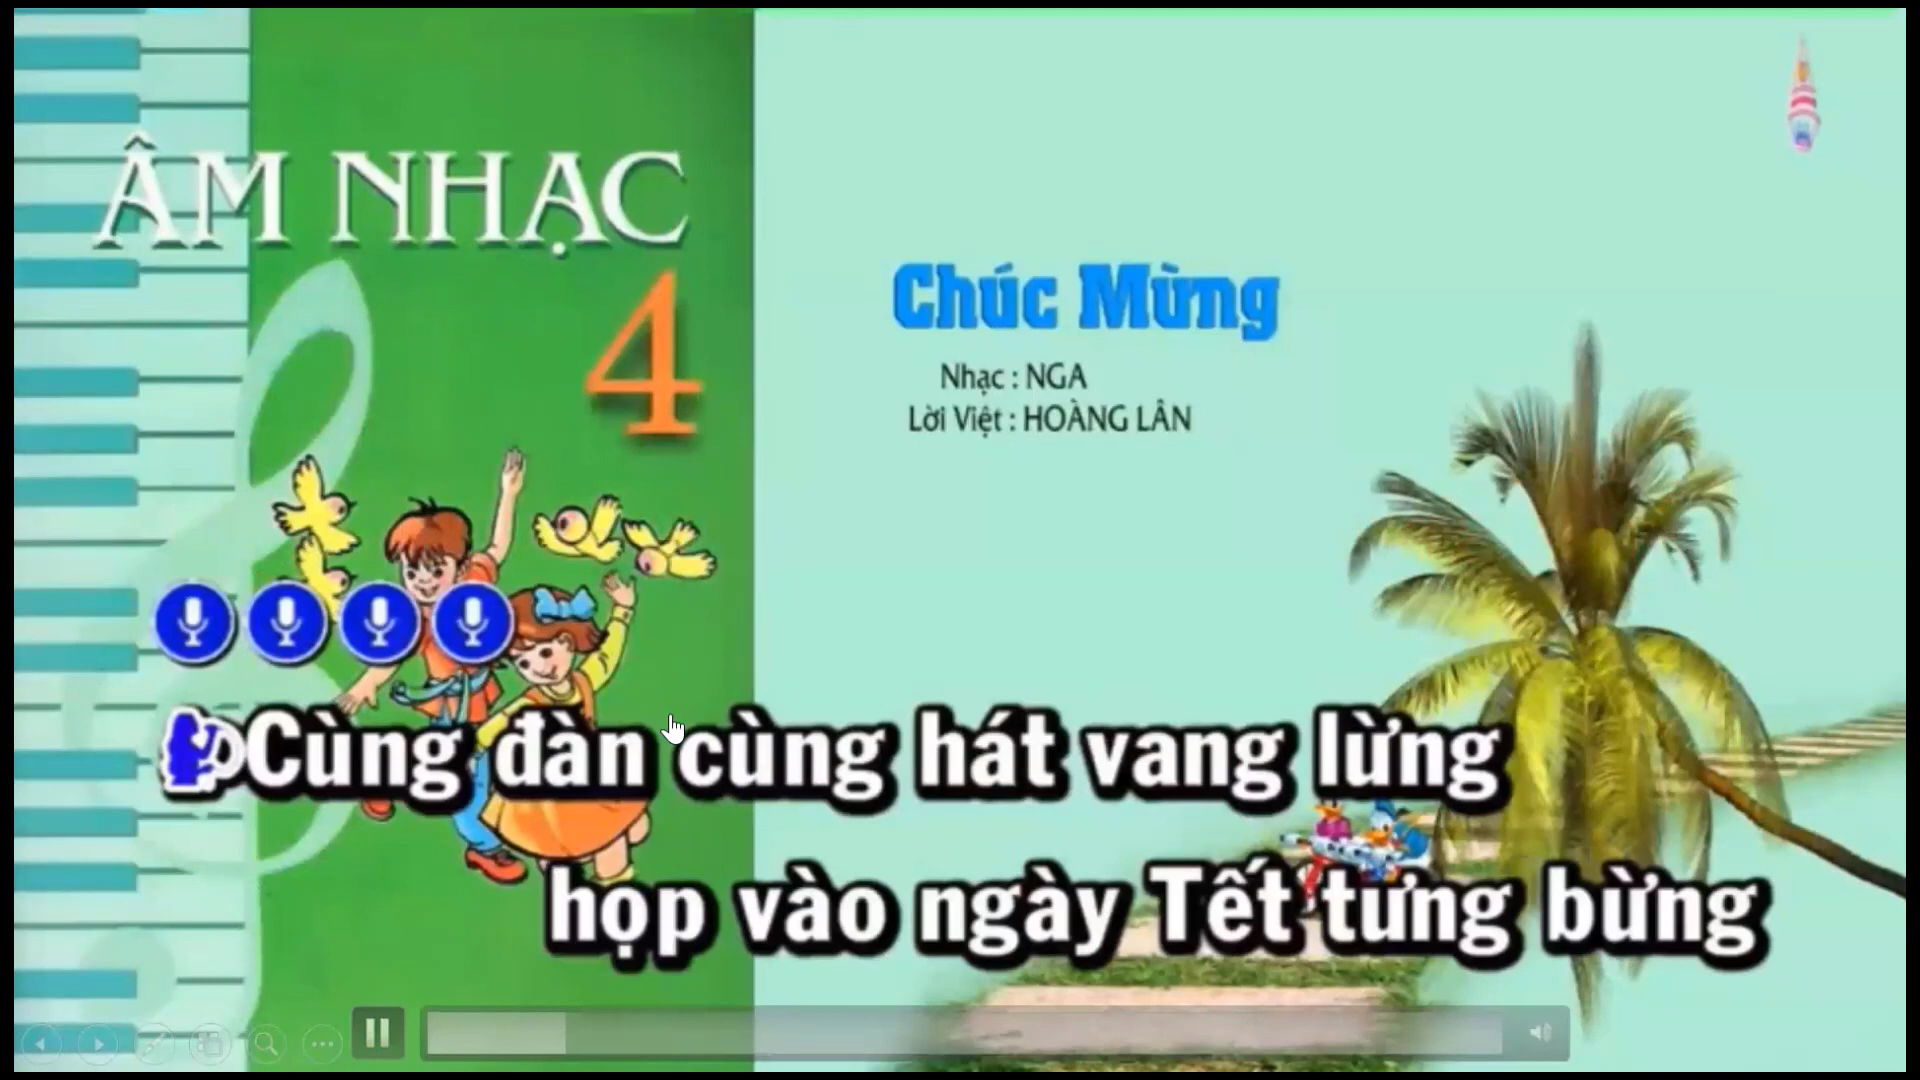 ÂM NHẠC
4
Chúc Mừng
Nhạc : NGA
Lời Việt : HOÀNG LÂN
Cùng đàn cùng hát vang lừng
họp vào ngày Tết tưng bừng